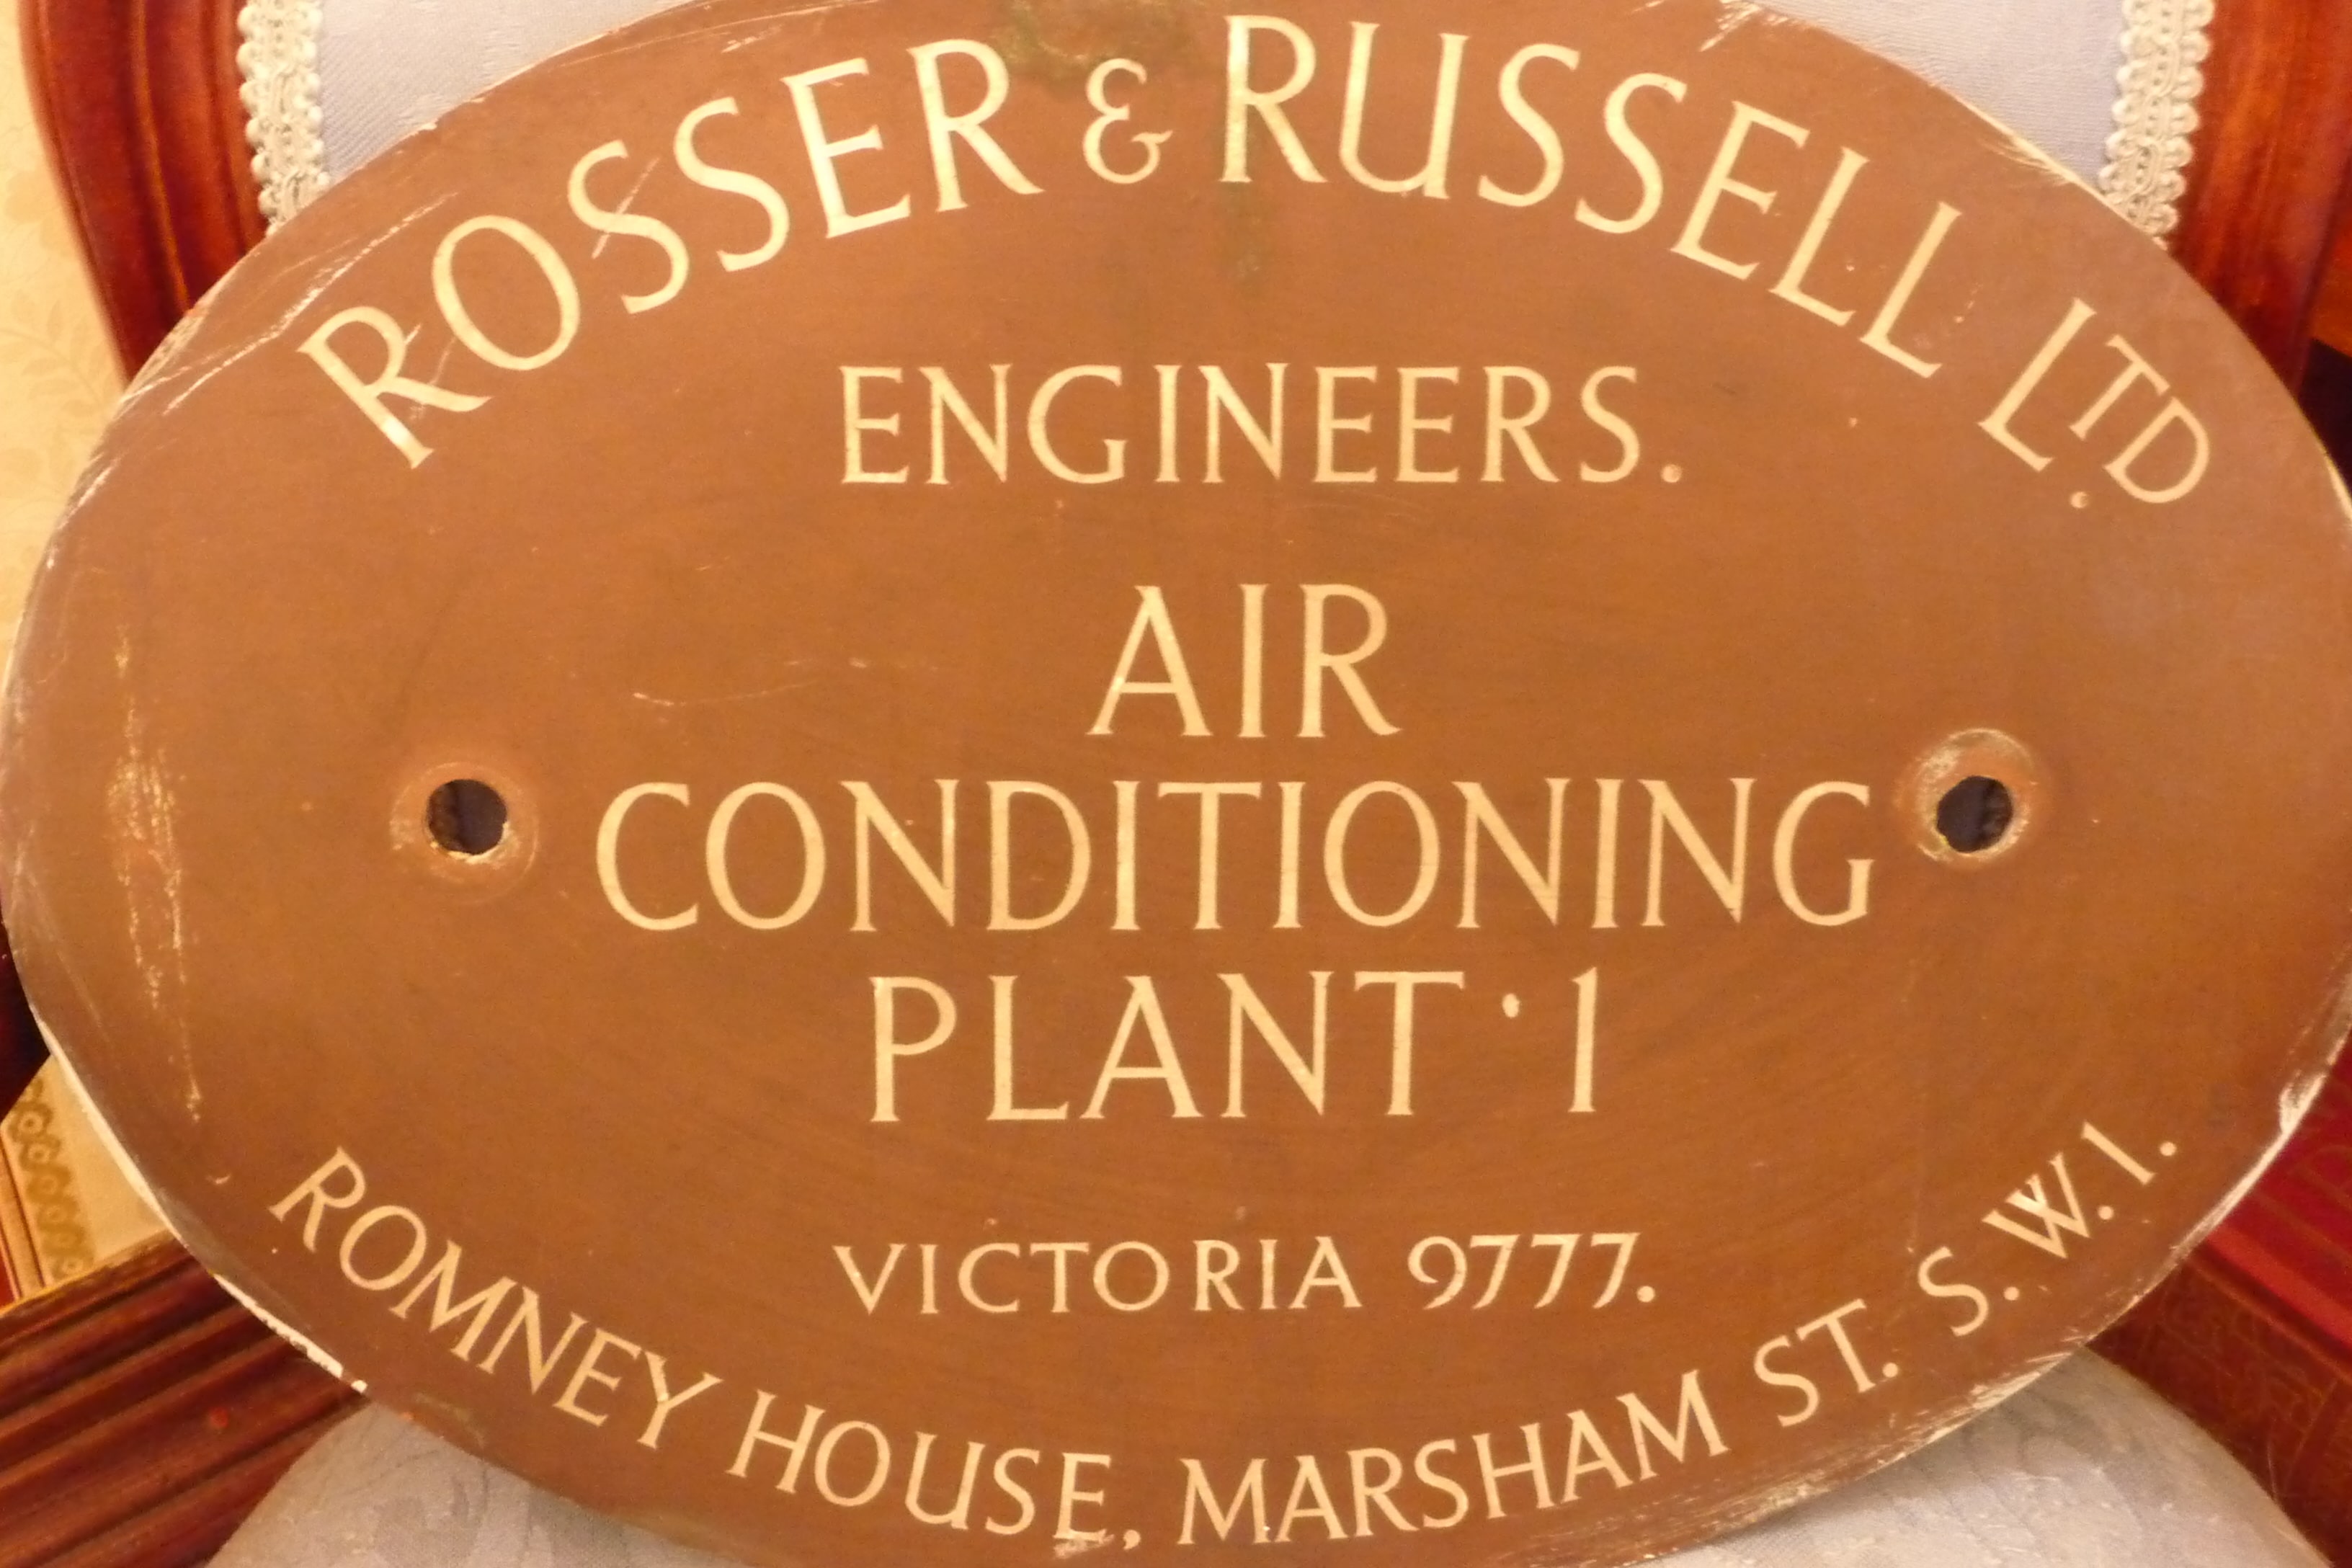 ROSSER & RUSSELL LTD.
ENGINEERS.
AIR
CONDITIONING
PLANT · 1
VICTORIA 9777.
ROMNEY HOUSE, MARSHAM ST. S.W.1.